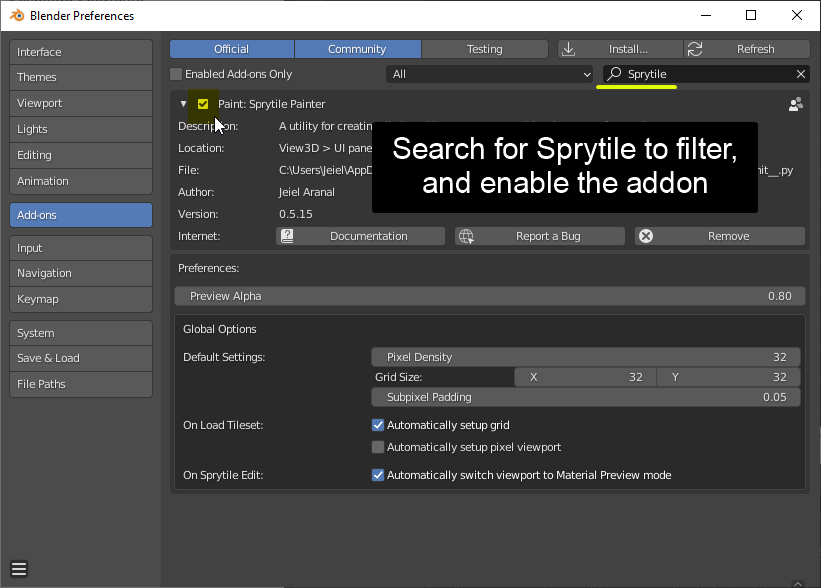 Blender Preferences
Interface
Themes
Viewport
Lights
Editing
Animation
Add-ons
Input
Navigation
Keymap
System
Save & Load
File Paths
Official Community Testing Install... Refresh
Enabled Add-ons Only All Sprytile
Paint: Sprytile Painter
Description: A utility for creatin
Location: View3D > UI pane
File: C:\Users\Jeiel\AppD nit__.py
Search for Sprytile to filter,
and enable the addon
Author: Jeiel Aranal
Version: 0.5.15
Internet: Documentation Report a Bug Remove
Preferences:
Preview Alpha 0.80
Global Options
Default Settings: Pixel Density 32
Grid Size: X 32 Y 32
Subpixel Padding 0.05
On Load Tileset: Automatically setup grid
Automatically setup pixel viewport
On Sprytile Edit: Automatically switch viewport to Material Preview mode